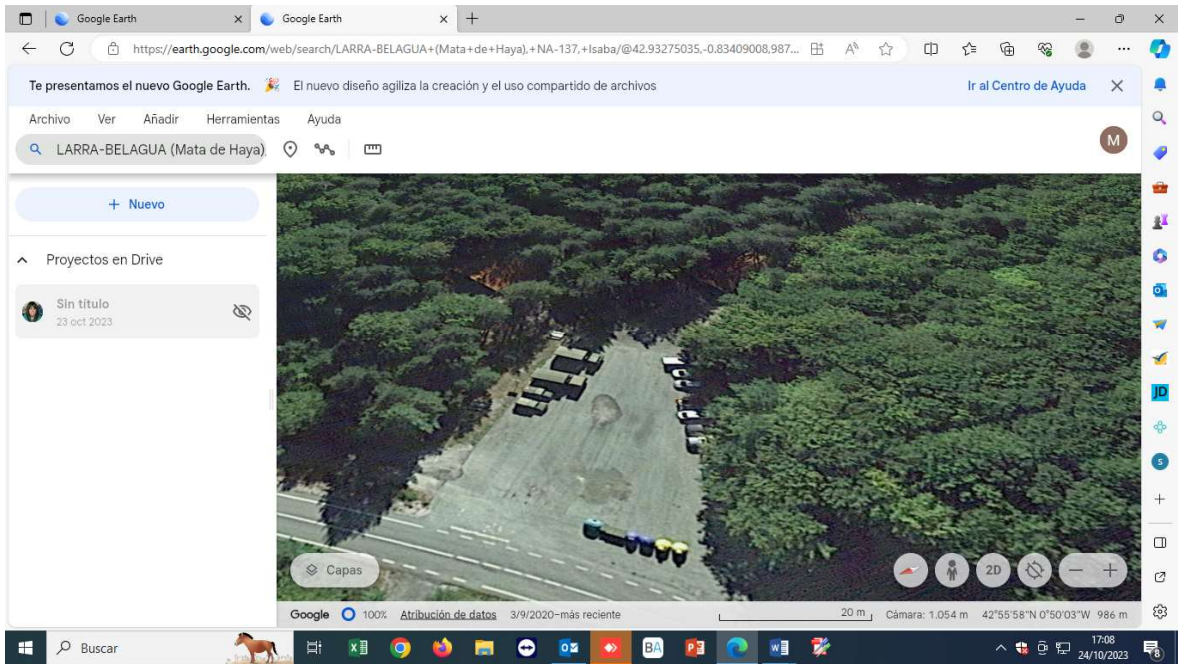 Google Earth
Google Earth
https://earth.google.com/web/search/LARRA-BELAGUA+(Mata+de+Haya),+NA-137,+Isaba/@42.93275035,-0.83409008,987...
Te presentamos el nuevo Google Earth. El nuevo diseño agiliza la creación y el uso compartido de archivos
Ir al Centro de Ayuda
Archivo Ver Añadir Herramientas Ayuda
LARRA-BELAGUA (Mata de Haya),
M
+ Nuevo
Proyectos en Drive
Sin título
23 oct 2023
JD
S
Capas
2D
Google 100% Atribución de datos 3/9/2020–más reciente 20 m Cámara: 1.054 m 42°55'58"N 0°50'03"W 986 m
Buscar
BA
17:08
24/10/2023